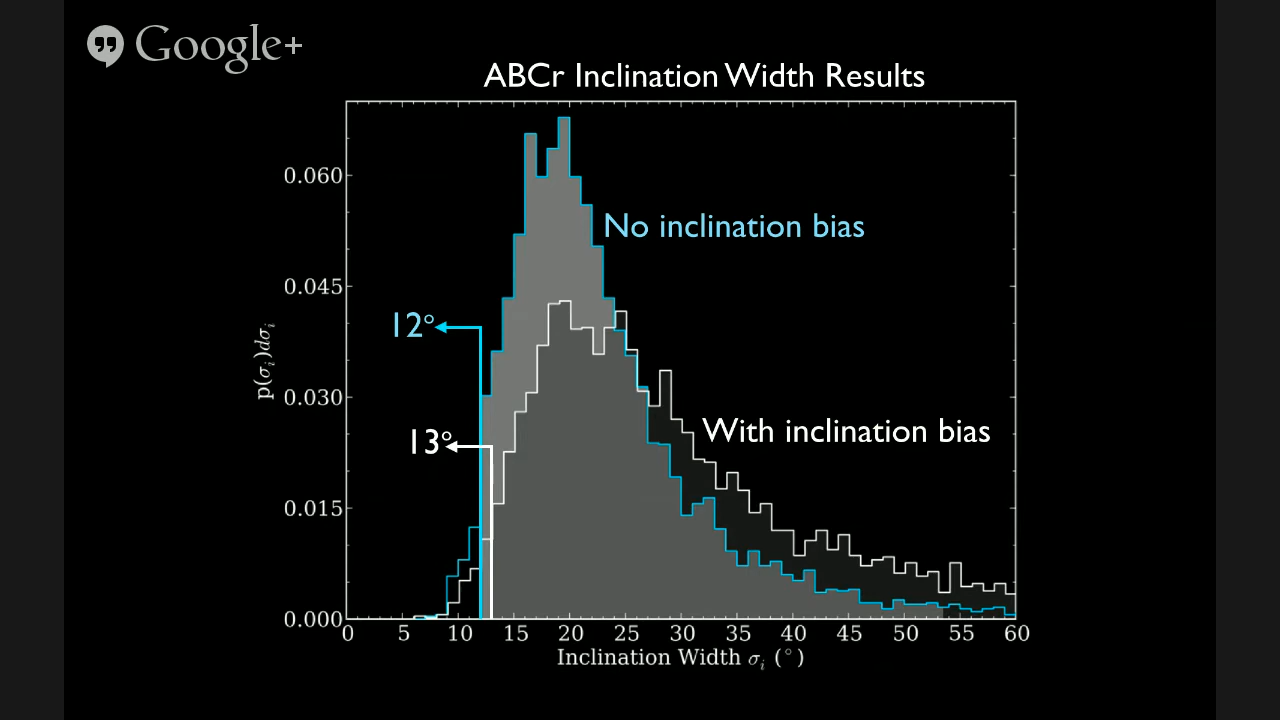 Google+
ABCr Inclination Width Results
0.060
0.045
0.030
0.015
0.000
p(σᵢ)dσᵢ
No inclination bias
12°
13°
With inclination bias
0 5 10 15 20 25 30 35 40 45 50 55 60
Inclination Width σᵢ (°)